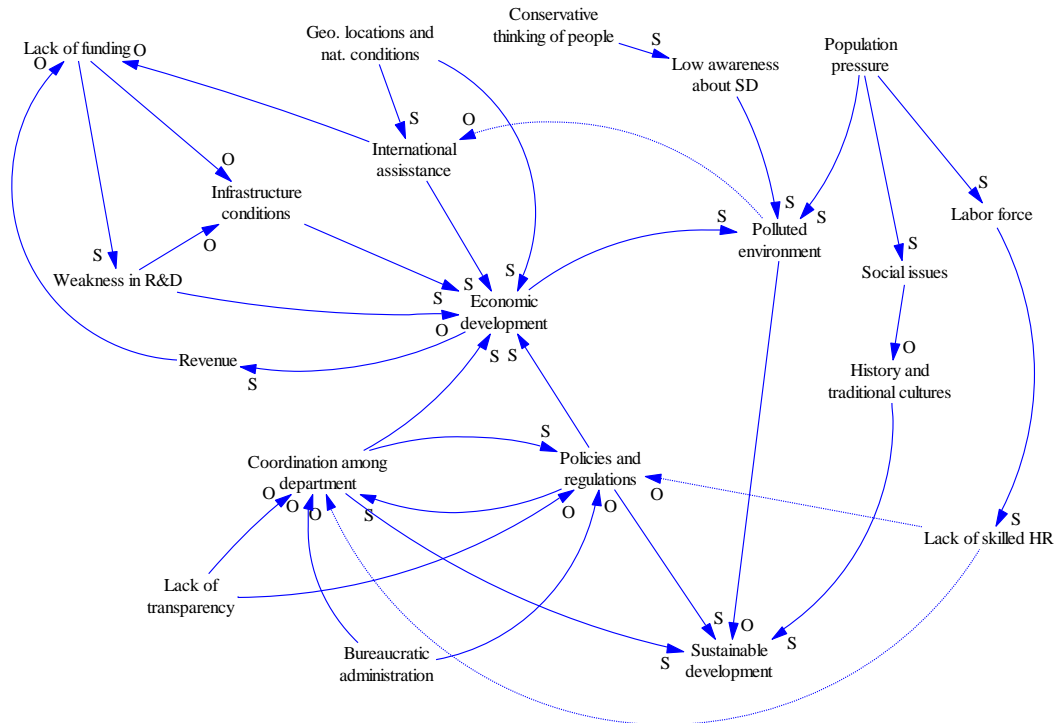 Conservative
thinking of people
Geo. locations and
nat. conditions
Lack of funding
O
O
S
Low awareness
about SD
Population
pressure
S
O
International
assisstance
O
Infrastructure
conditions
S
S
S
Polluted
environment
S
Labor force
O
S
Social issues
S
Weakness in R&D
S
S
S
Economic
development
O
Revenue
S
S
S
O
History and
traditional cultures
S
Coordination among
department
Policies and
regulations
O
O
O
S
O
O
O
S
Lack of skilled HR
Lack of
transparency
Bureaucratic
administration
S
O
S
S
Sustainable
development